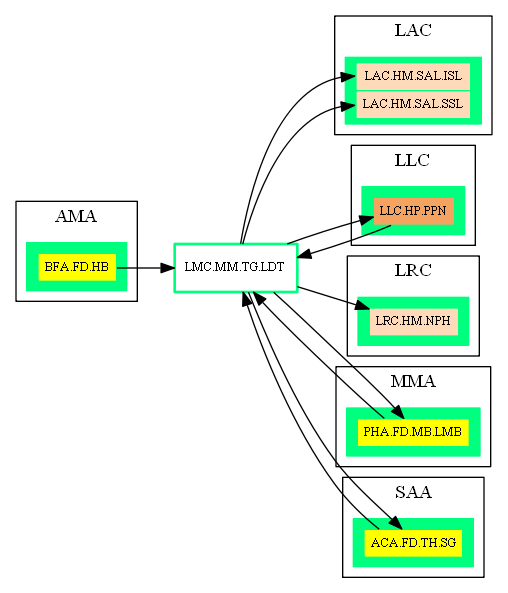 LAC
LAC.HM.SAL.ISL
LAC.HM.SAL.SSL
LLC
LLC.HP.PPN
AMA
BFA.FD.HB
LMC.MM.TG.LDT
LRC
LRC.HM.NPH
MMA
PHA.FD.MB.LMB
SAA
ACA.FD.TH.SG